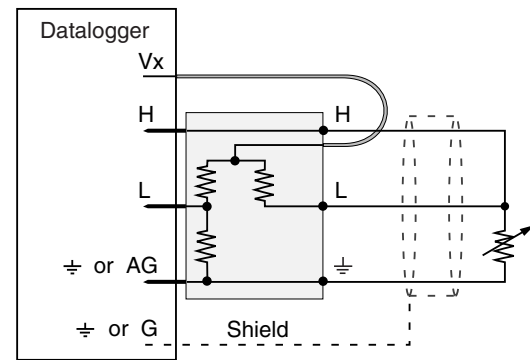 Datalogger
Vx
H H
L L
⏚ or AG ⏚
⏚ or G Shield